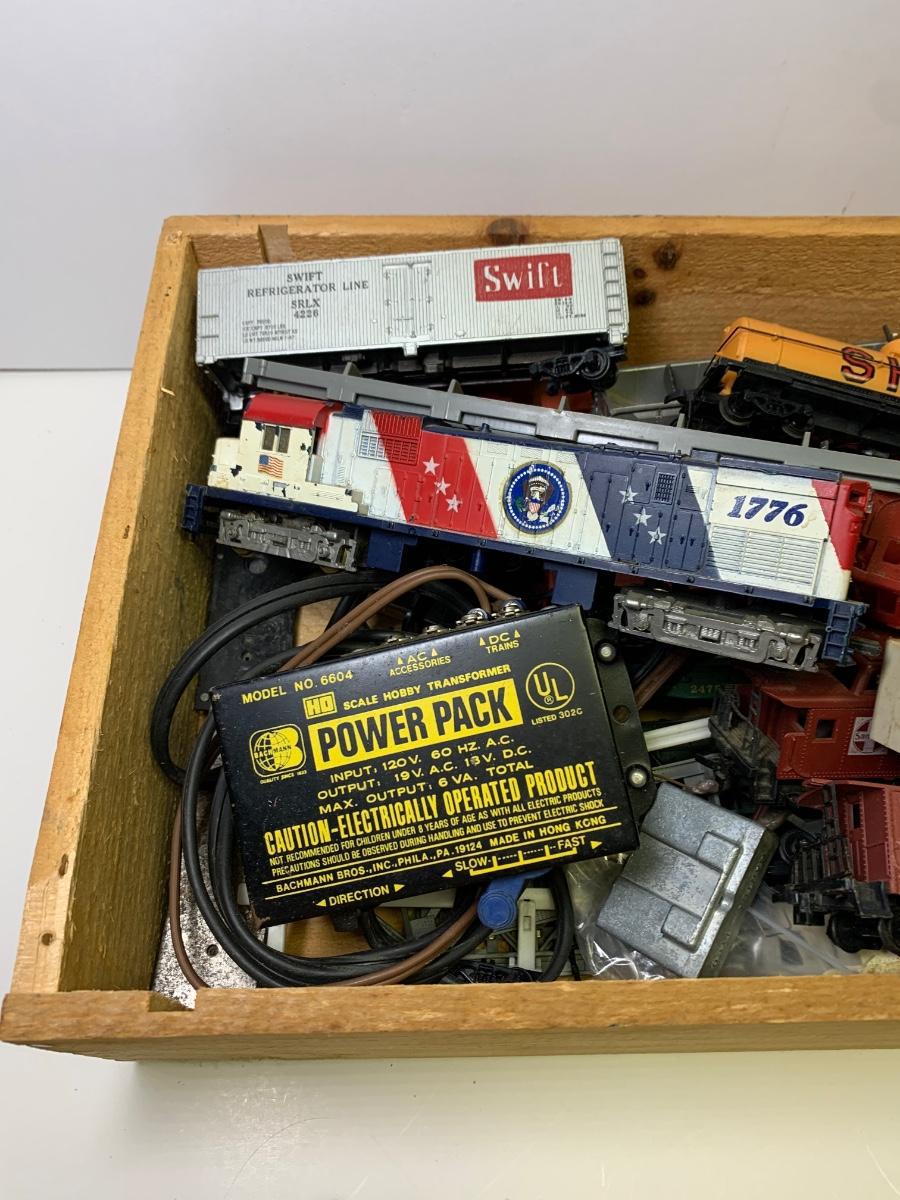 SWIFT
REFRIGERATOR LINE
SRLX
4226
Swift
1776
AC
ACCESSORIES
DC
TRAINS
MODEL NO. 6604
HO SCALE HOBBY TRANSFORMER
POWER PACK
UL
®
LISTED 302C
BACHMANN
QUALITY SINCE 1833
INPUT: 120V. 60 HZ. A.C.
OUTPUT: 19V. A.C. 18V. D.C.
MAX. OUTPUT: 6 VA. TOTAL
CAUTION-ELECTRICALLY OPERATED PRODUCT
NOT RECOMMENDED FOR CHILDREN UNDER 8 YEARS OF AGE AS WITH ALL ELECTRIC PRODUCTS
PRECAUTIONS SHOULD BE OBSERVED DURING HANDLING AND USE TO PREVENT ELECTRIC SHOCK
BACHMANN BROS., INC., PHILA., PA. 19124 MADE IN HONG KONG
DIRECTION SLOW FAST